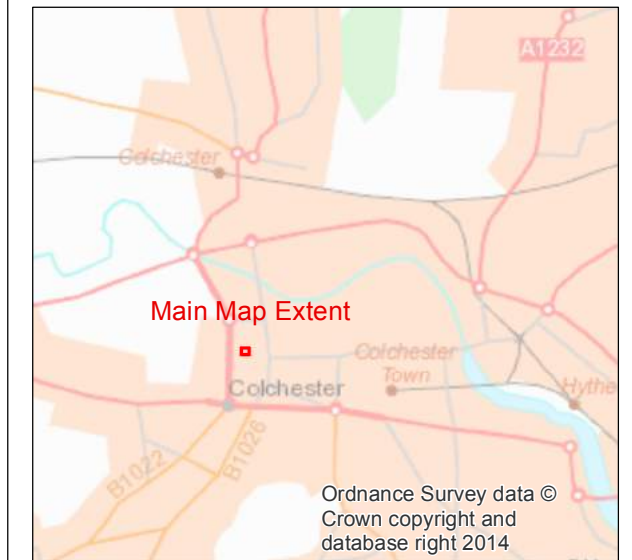 A1232
Colchester
Main Map Extent
Colchester
Town
Colchester
Hythe
B1022
B1026
Ordnance Survey data ©
Crown copyright and
database right 2014